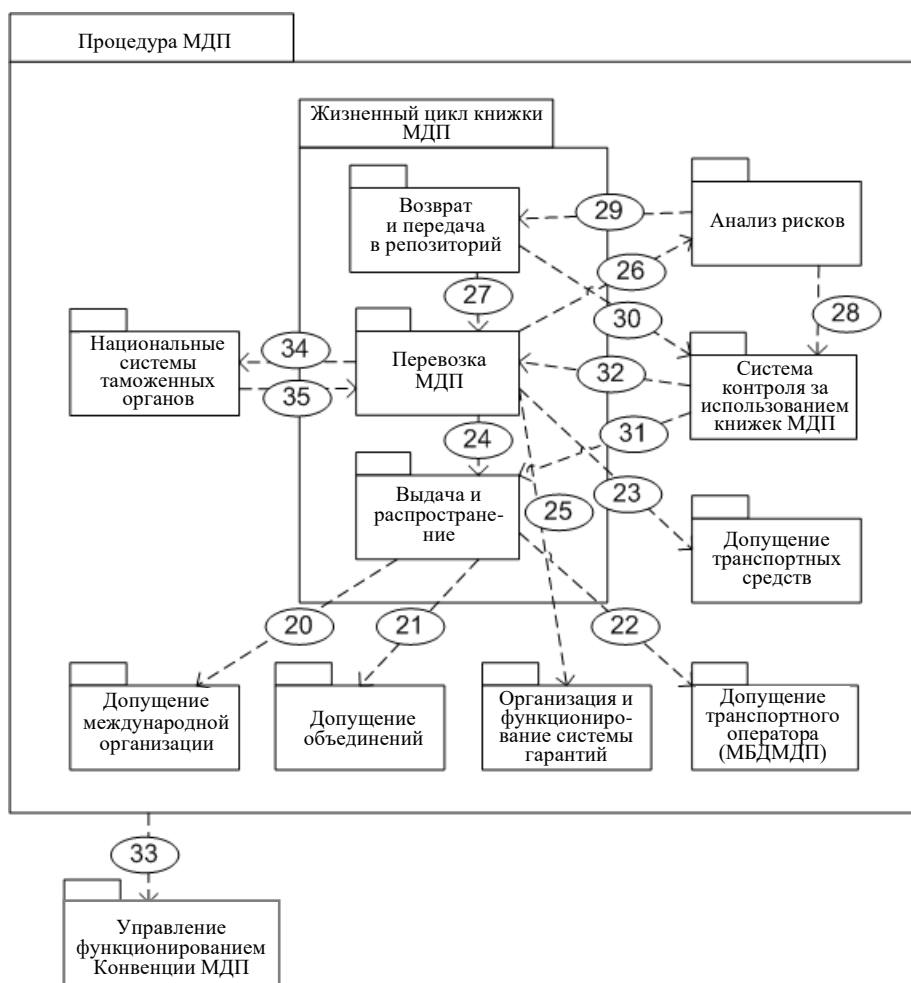 Процедура МДП
Жизненный цикл книжки
МДП
Возврат
и передача
в репозиторий
29
Анализ рисков
26
27
28
30
Национальные
системы
таможенных
органов
34
35
Перевозка
МДП
32
Система
контроля за
использованием
книжек МДП
24
31
Выдача и
распростране-
ние
25
23
Допущение
транспортных
средств
20
21
22
Допущение
международной
организации
Допущение
объединений
Организация и
функциониро-
вание системы
гарантий
Допущение
транспортного
оператора
(МБДМДП)
33
Управление
функционированием
Конвенции МДП